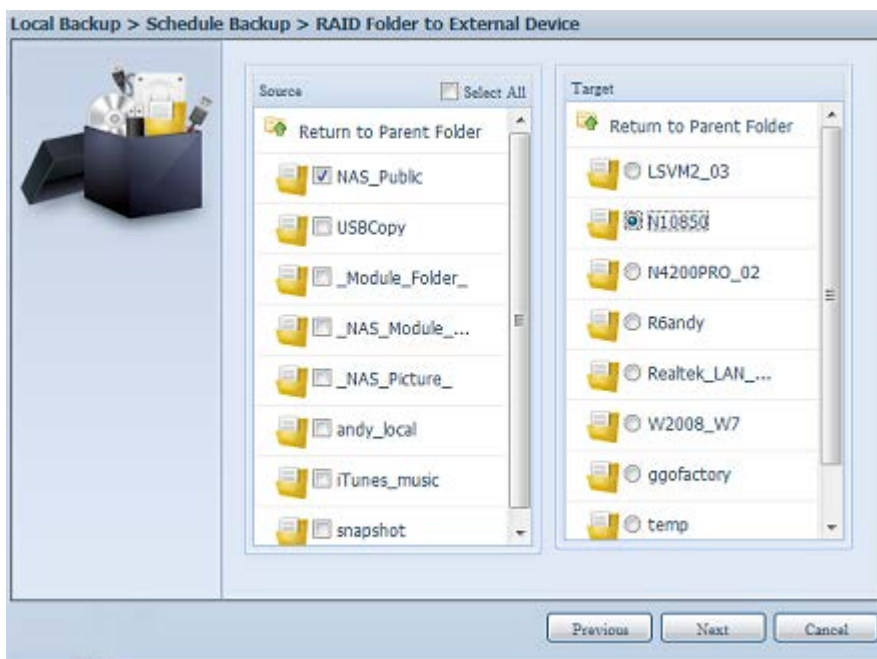 Local Backup > Schedule Backup > RAID Folder to External Device
Source
Select All
Return to Parent Folder
NAS_Public
USBCopy
_Module_Folder_
_NAS_Module_...
_NAS_Picture_
andy_local
iTunes_music
snapshot
Target
Return to Parent Folder
LSVM2_03
N10850
N4200PRO_02
R6andy
Realtek_LAN_...
W2008_W7
ggofactory
temp
Previous
Next
Cancel